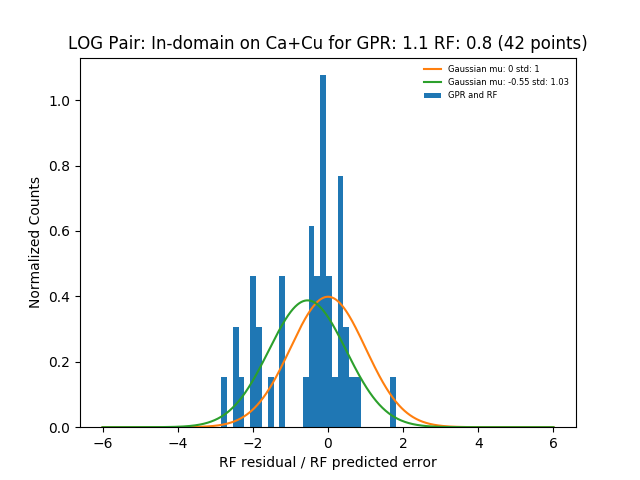 LOG Pair: In-domain on Ca+Cu for GPR: 1.1 RF: 0.8 (42 points)
Gaussian mu: 0 std: 1
Gaussian mu: -0.55 std: 1.03
GPR and RF
1.0
0.8
0.6
0.4
0.2
0.0
Normalized Counts
−6 −4 −2 0 2 4 6
RF residual / RF predicted error